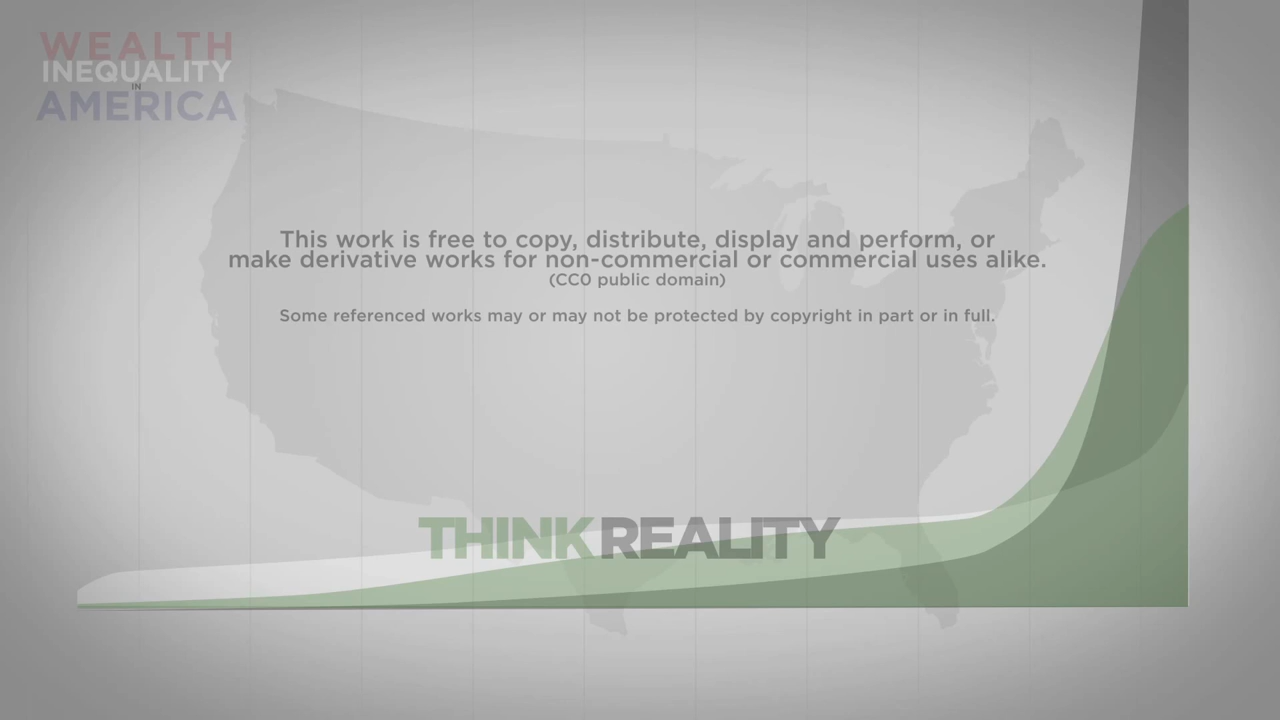 WEALTH
INEQUALITY
IN
AMERICA
This work is free to copy, distribute, display and perform, or
make derivative works for non-commercial or commercial uses alike.
(CC0 public domain)
Some referenced works may or may not be protected by copyright in part or in full.
THINKREALITY